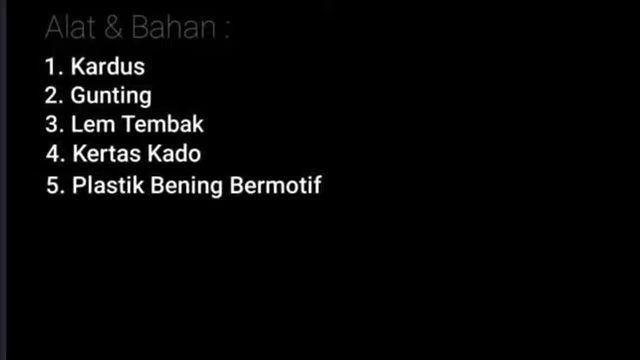 Alat & Bahan :
1. Kardus
2. Gunting
3. Lem Tembak
4. Kertas Kado
5. Plastik Bening Bermotif